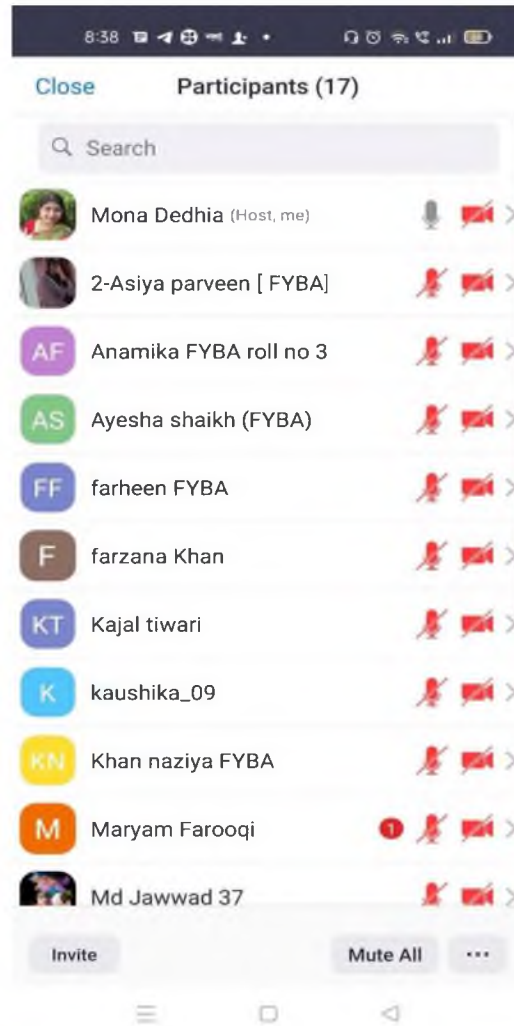 8:38
Close Participants (17)
Search
Mona Dedhia (Host, me)
2-Asiya parveen [ FYBA]
AF Anamika FYBA roll no 3
AS Ayesha shaikh (FYBA)
FF farheen FYBA
F farzana Khan
KT Kajal tiwari
K kaushika_09
KN Khan naziya FYBA
M Maryam Farooqi 1
Md Jawwad 37
Invite Mute All ...